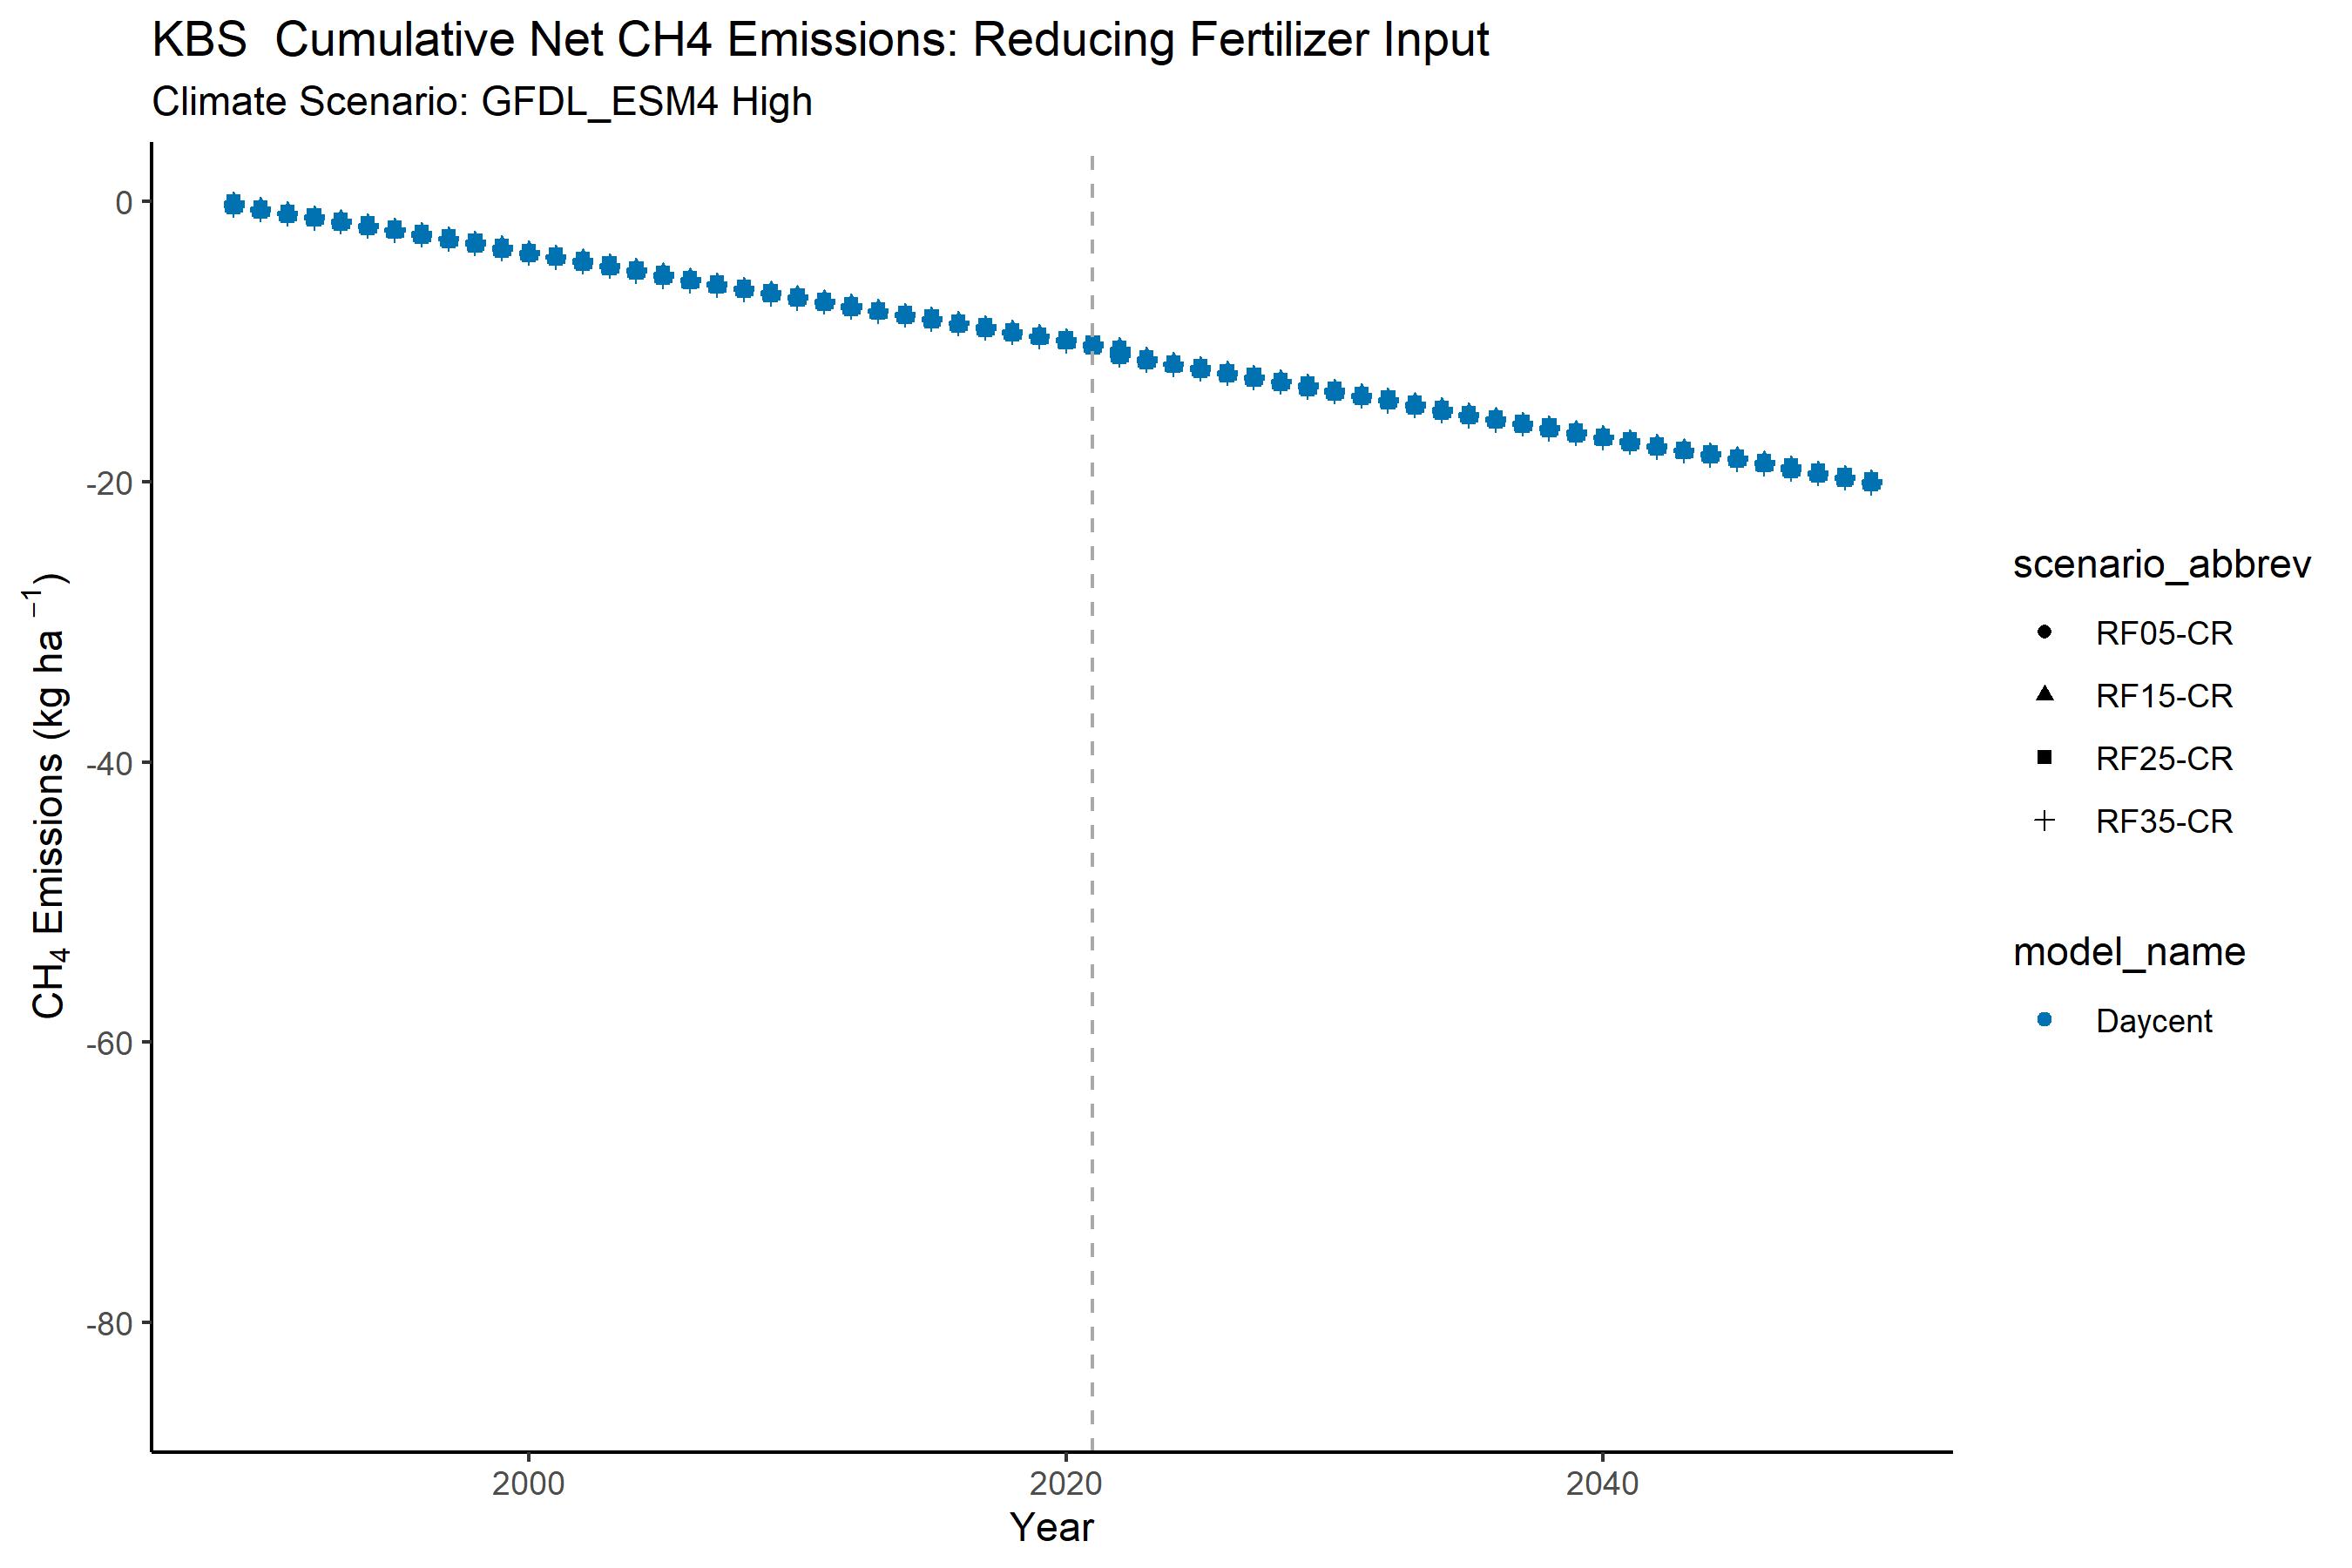 KBS  Cumulative Net CH4 Emissions: Reducing Fertilizer Input
Climate Scenario: GFDL_ESM4 High
0
-20
-40
-60
-80
CH₄ Emissions (kg ha ⁻¹)
2000
2020
2040
Year
scenario_abbrev
RF05-CR
RF15-CR
RF25-CR
RF35-CR
model_name
Daycent